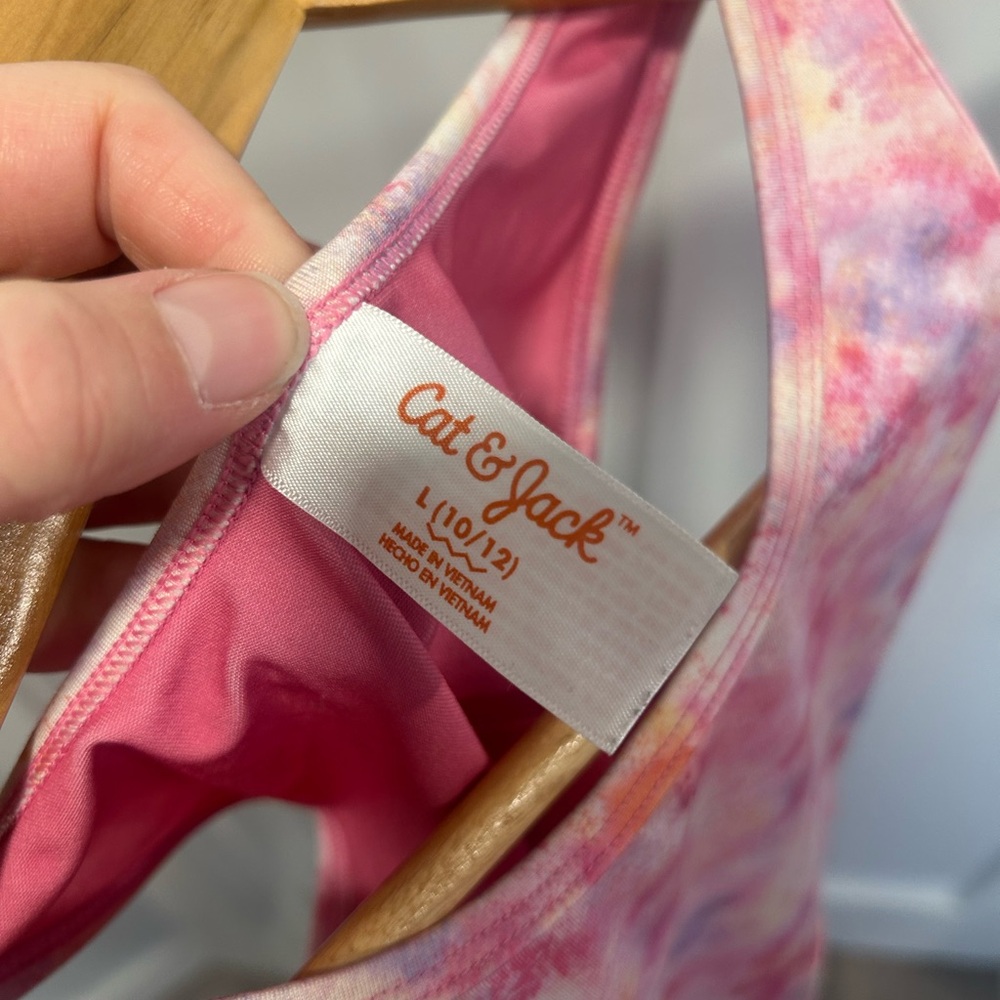 Cat & Jack™
L (10/12)
MADE IN VIETNAM
HECHO EN VIETNAM